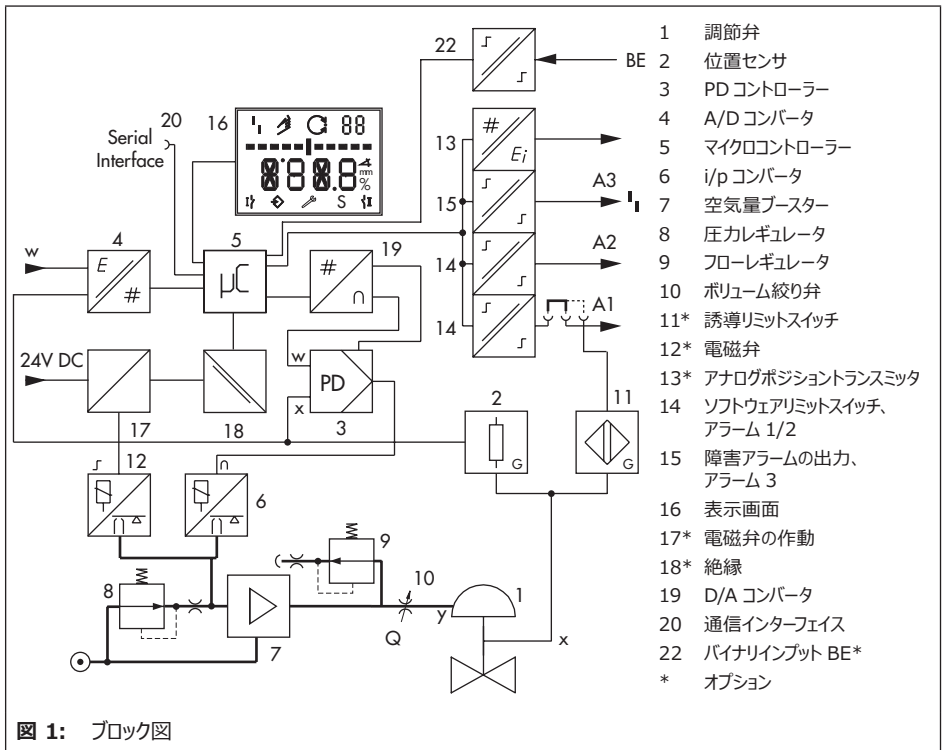 22
BE
20
Serial
Interface
16
88
8.8.8
mm
%
S
13
#
Ei
A3
15
A2
14
A1
14
w
4
E
#
5
µC
#
∩
19
24V DC
w
PD
x
3
17
18
2
G
11
G
12
∩
6
8
7
9
10
Q
y
1
x
1 調節弁
2 位置センサ
3 PD コントローラー
4 A/D コンバータ
5 マイクロコントローラー
6 i/p コンバータ
7 空気量ブースター
8 圧力レギュレータ
9 フローレギュレータ
10 ボリューム絞り弁
11* 誘導リミットスイッチ
12* 電磁弁
13* アナログポジショントランスミッタ
14 ソフトウェアリミットスイッチ、
アラーム 1/2
15 障害アラームの出力、
アラーム 3
16 表示画面
17* 電磁弁の作動
18* 絶縁
19 D/A コンバータ
20 通信インターフェイス
22 バイナリインプット BE*
* オプション
図 1: ブロック図